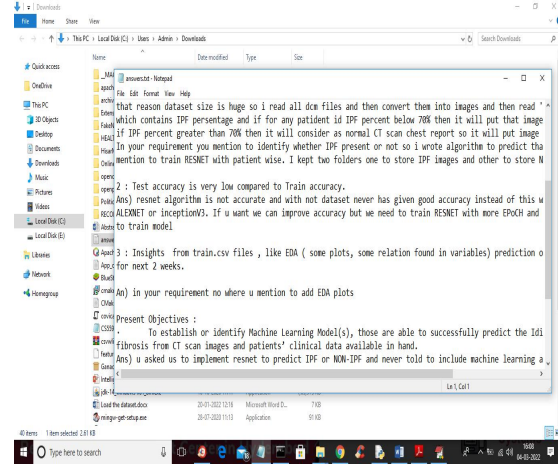 Downloads
File Home Share View
This PC > Local Disk (C:) > Users > Admin > Downloads
Search Downloads
Name Date modified Type Size
Quick access
OneDrive
This PC
3D Objects
Desktop
Documents
Downloads
Music
Pictures
Videos
Local Disk (C:)
Local Disk (E:)
Libraries
Network
Homegroup
answers.txt - Notepad
File Edit Format View Help
that reason dataset size is huge so i read all dcm files and then convert them into images and then read '
which contains IPF persentage and if for any patident id IPF percent below 70% then it will put that image
if IPF percent greater than 70% then it will consider as normal CT scan chest report so it will put image
In your requirement you mention to identify whether IPF present or not so i wrote algorithm to predict tha
mention to train RESNET with patient wise. I kept two folders one to store IPF images and other to store N
2 : Test accuracy is very low compared to Train accuracy.
Ans) resnet algorithm is not accurate and with not dataset never has given good accuracy instead of this w
ALEXNET or inceptionV3. If u want we can improve accuracy but we need to train RESNET with more EPoCH and
to train model
3 : Insights from train.csv files , like EDA ( some plots, some relation found in variables) prediction o
for next 2 weeks.
An) in your requirement no where u mention to add EDA plots
Present Objectives :
. To establish or identify Machine Learning Model(s), those are able to successfully predict the Idi
fibrosis from CT scan images and patients' clinical data available in hand.
Ans) u asked us to implement resnet to predict IPF or NON-IPF and never told to include machine learning a
Ln 1, Col 1
Load the dataset.docx 20-01-2022 12:16 Microsoft Word D... 7 KB
mingw-get-setup.exe 28-07-2020 11:13 Application 91 KB
40 items 1 item selected 2.61 KB
Type here to search
16:08
04-03-2022